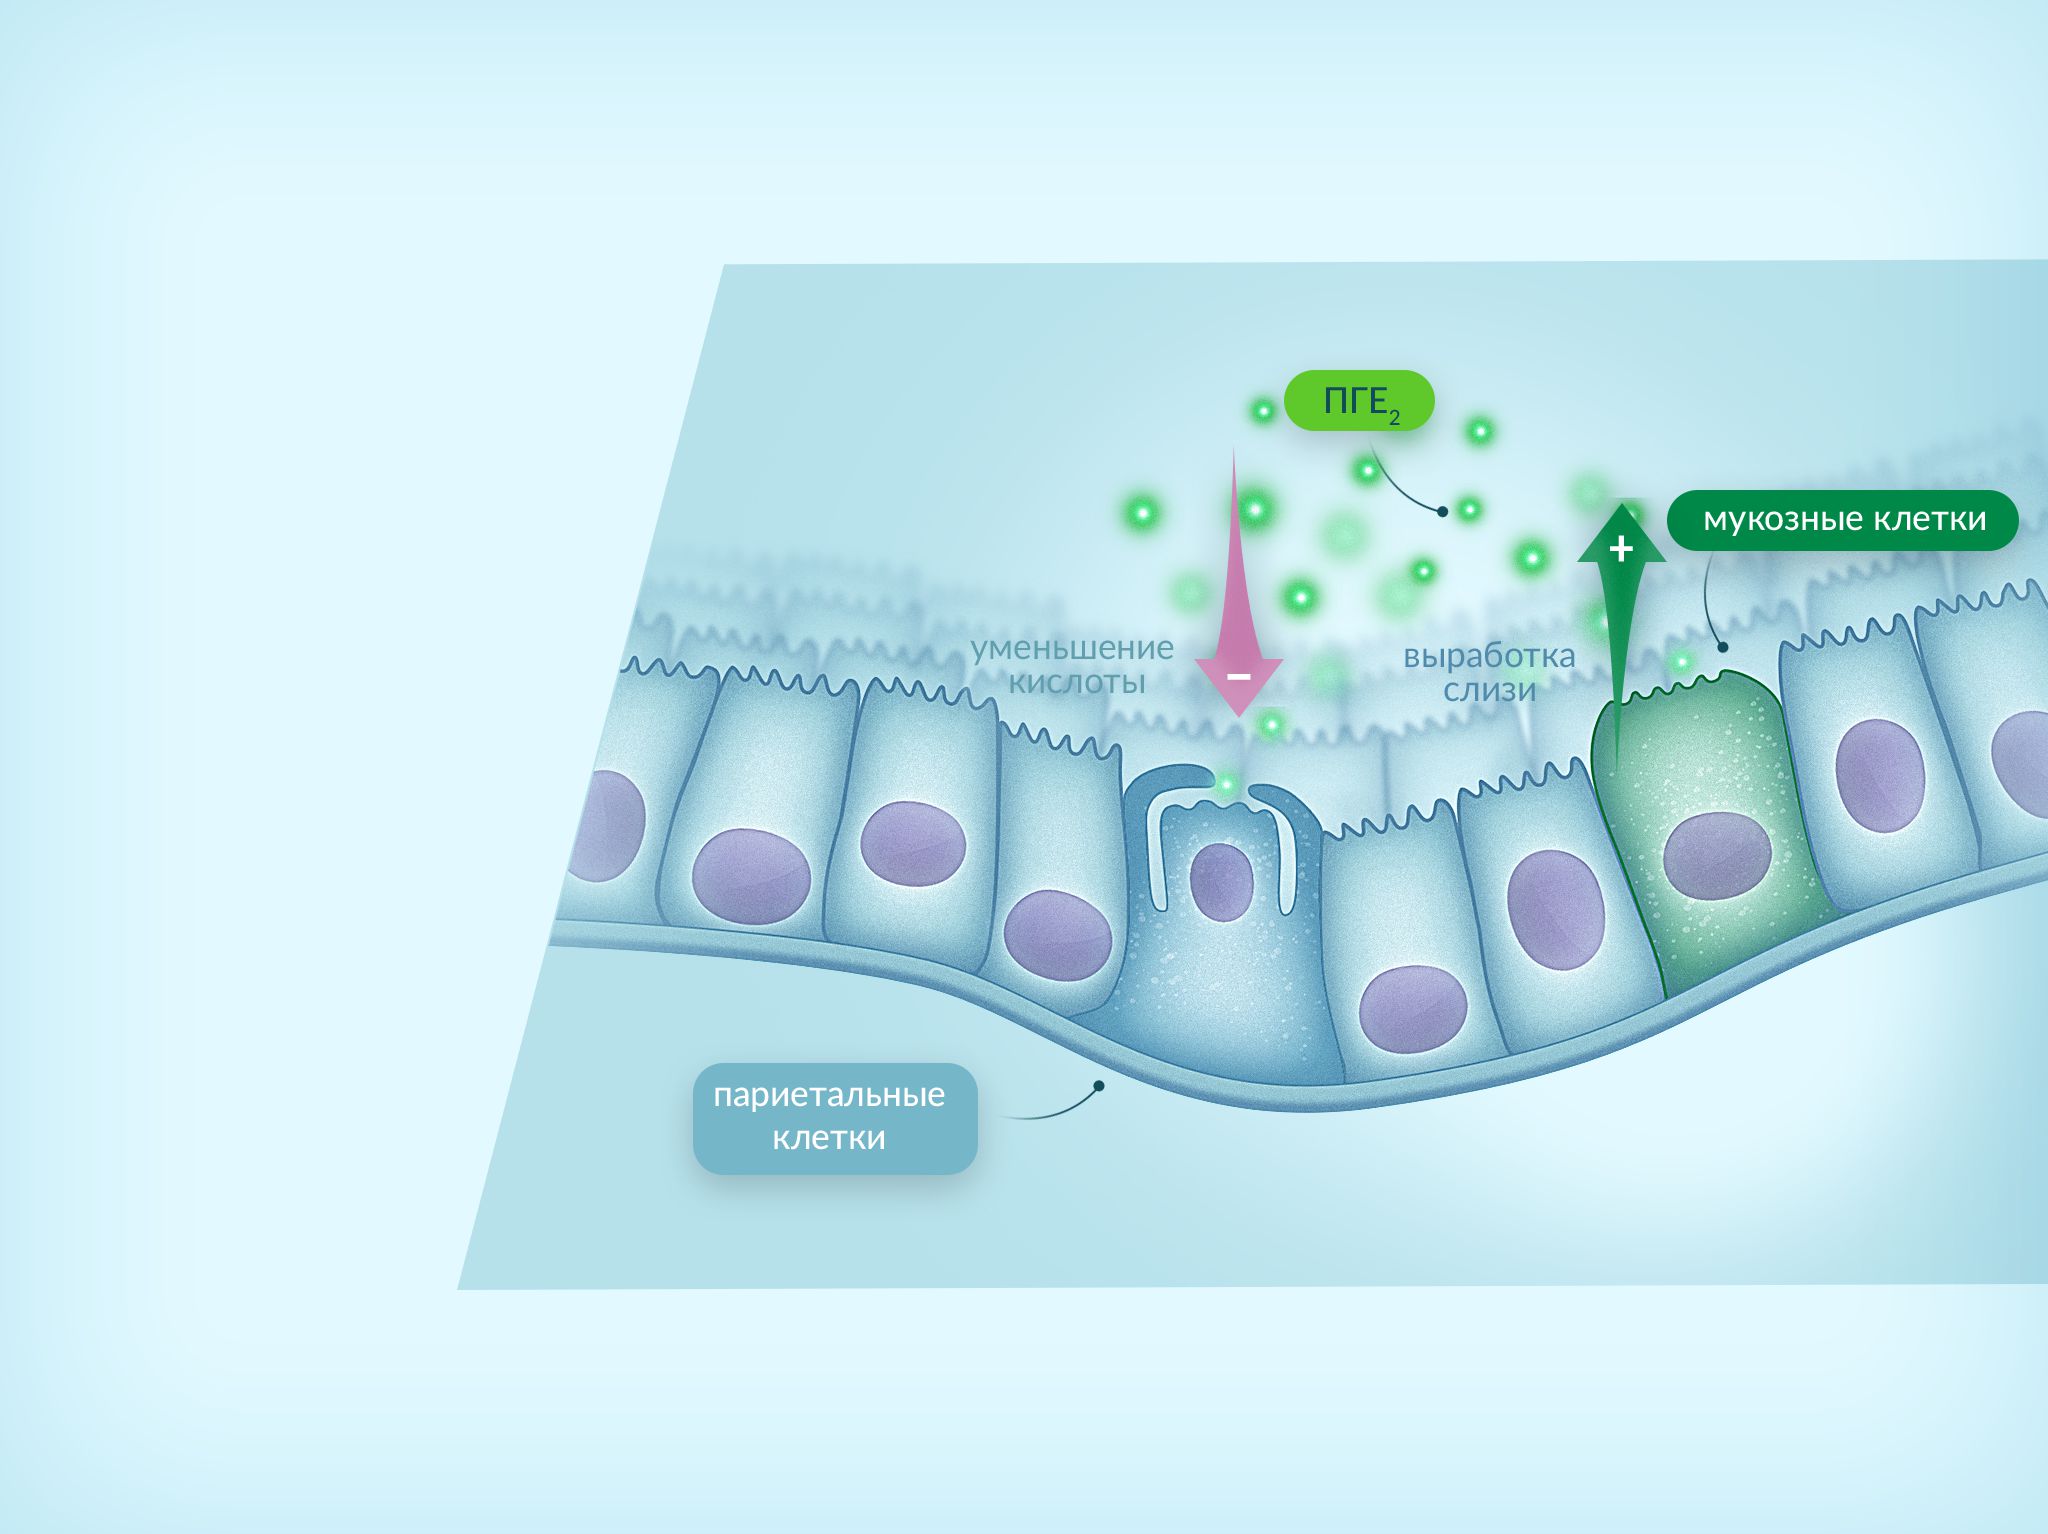 ПГЕ2
мукозные клетки
+
уменьшение
кислоты
–
выработка
слизи
париетальные
клетки